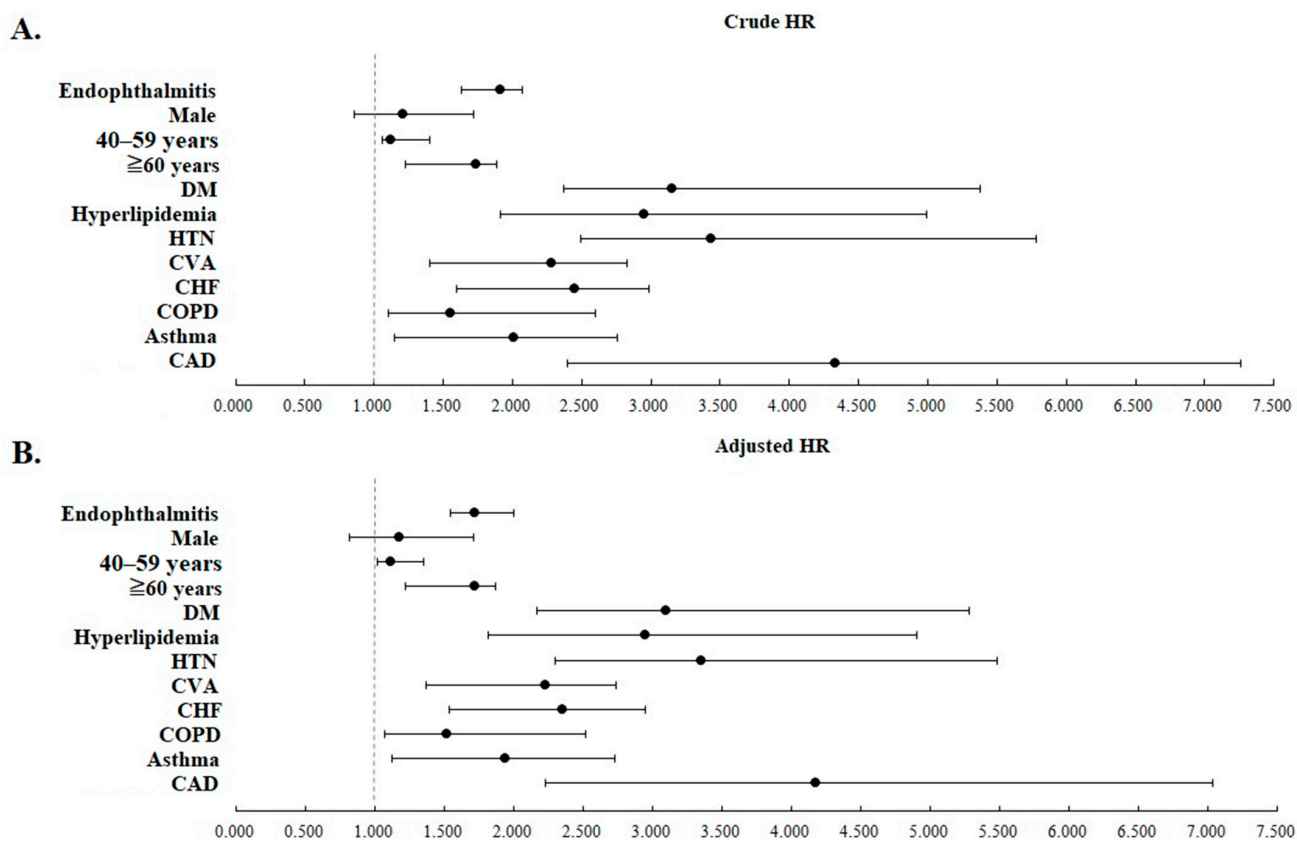 A.
Crude HR
Endophthalmitis
Male
40–59 years
≧60 years
DM
Hyperlipidemia
HTN
CVA
CHF
COPD
Asthma
CAD
0.000 0.500 1.000 1.500 2.000 2.500 3.000 3.500 4.000 4.500 5.000 5.500 6.000 6.500 7.000 7.500
B.
Adjusted HR
Endophthalmitis
Male
40–59 years
≧60 years
DM
Hyperlipidemia
HTN
CVA
CHF
COPD
Asthma
CAD
0.000 0.500 1.000 1.500 2.000 2.500 3.000 3.500 4.000 4.500 5.000 5.500 6.000 6.500 7.000 7.500